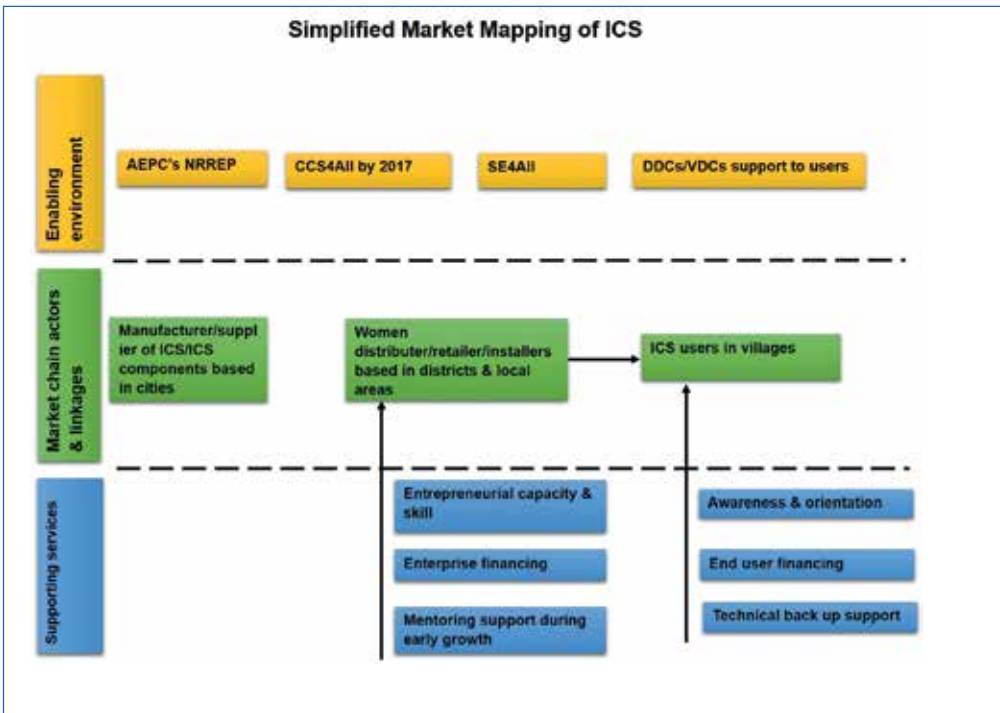 Simplified Market Mapping of ICS
Enabling
environment
AEPC's NRREP
CCS4All by 2017
SE4All
DDCs/VDCs support to users
Market chain actors
& linkages
Manufacturer/suppl
ier of ICS/ICS
components based
in cities
Women
distributer/retailer/installers
based in districts & local
areas
ICS users in villages
Supporting services
Entrepreneurial capacity &
skill
Enterprise financing
Mentoring support during
early growth
Awareness & orientation
End user financing
Technical back up support